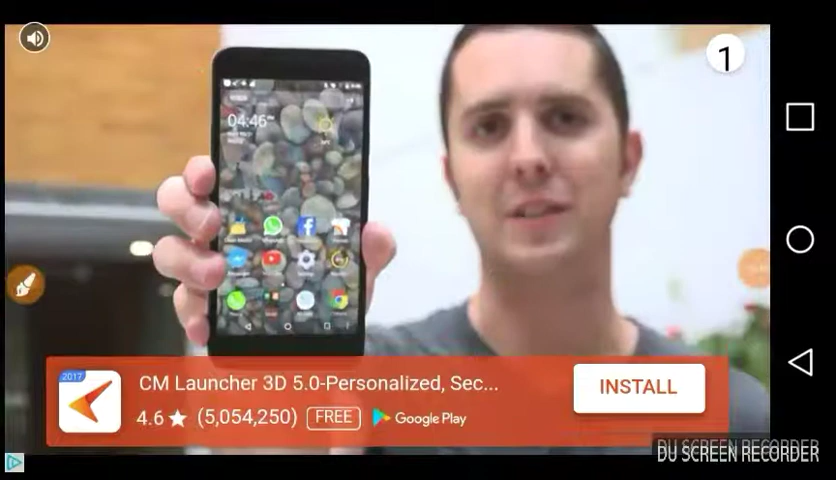 1
04:46
2017
CM Launcher 3D 5.0-Personalized, Sec...
4.6★ (5,054,250) FREE Google Play
INSTALL
DU SCREEN RECORDER